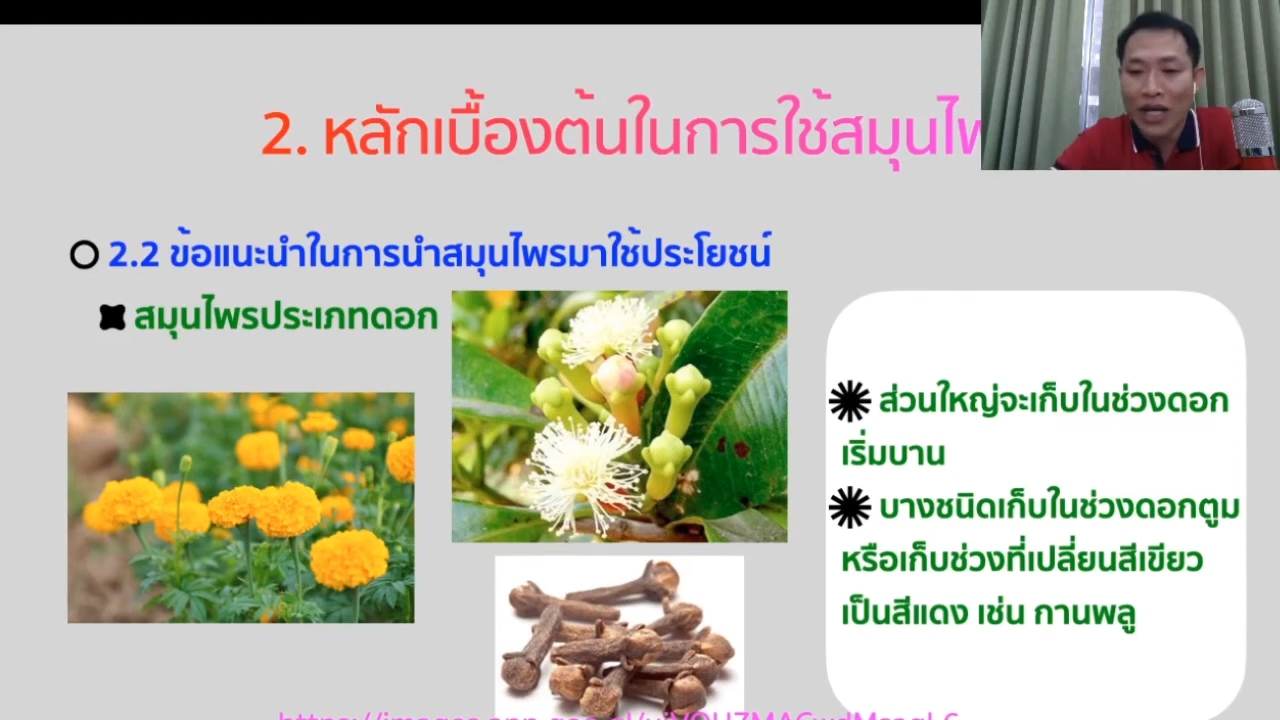 2. หลักเบื้องต้นในการใช้สมุนไพ
2.2 ข้อแนะนำในการนำสมุนไพรมาใช้ประโยชน์
สมุนไพรประเภทดอก
ส่วนใหญ่จะเก็บในช่วงดอก
เริ่มบาน
บางชนิดเก็บในช่วงดอกตูม
หรือเก็บช่วงที่เปลี่ยนสีเขียว
เป็นสีแดง เช่น กานพลู